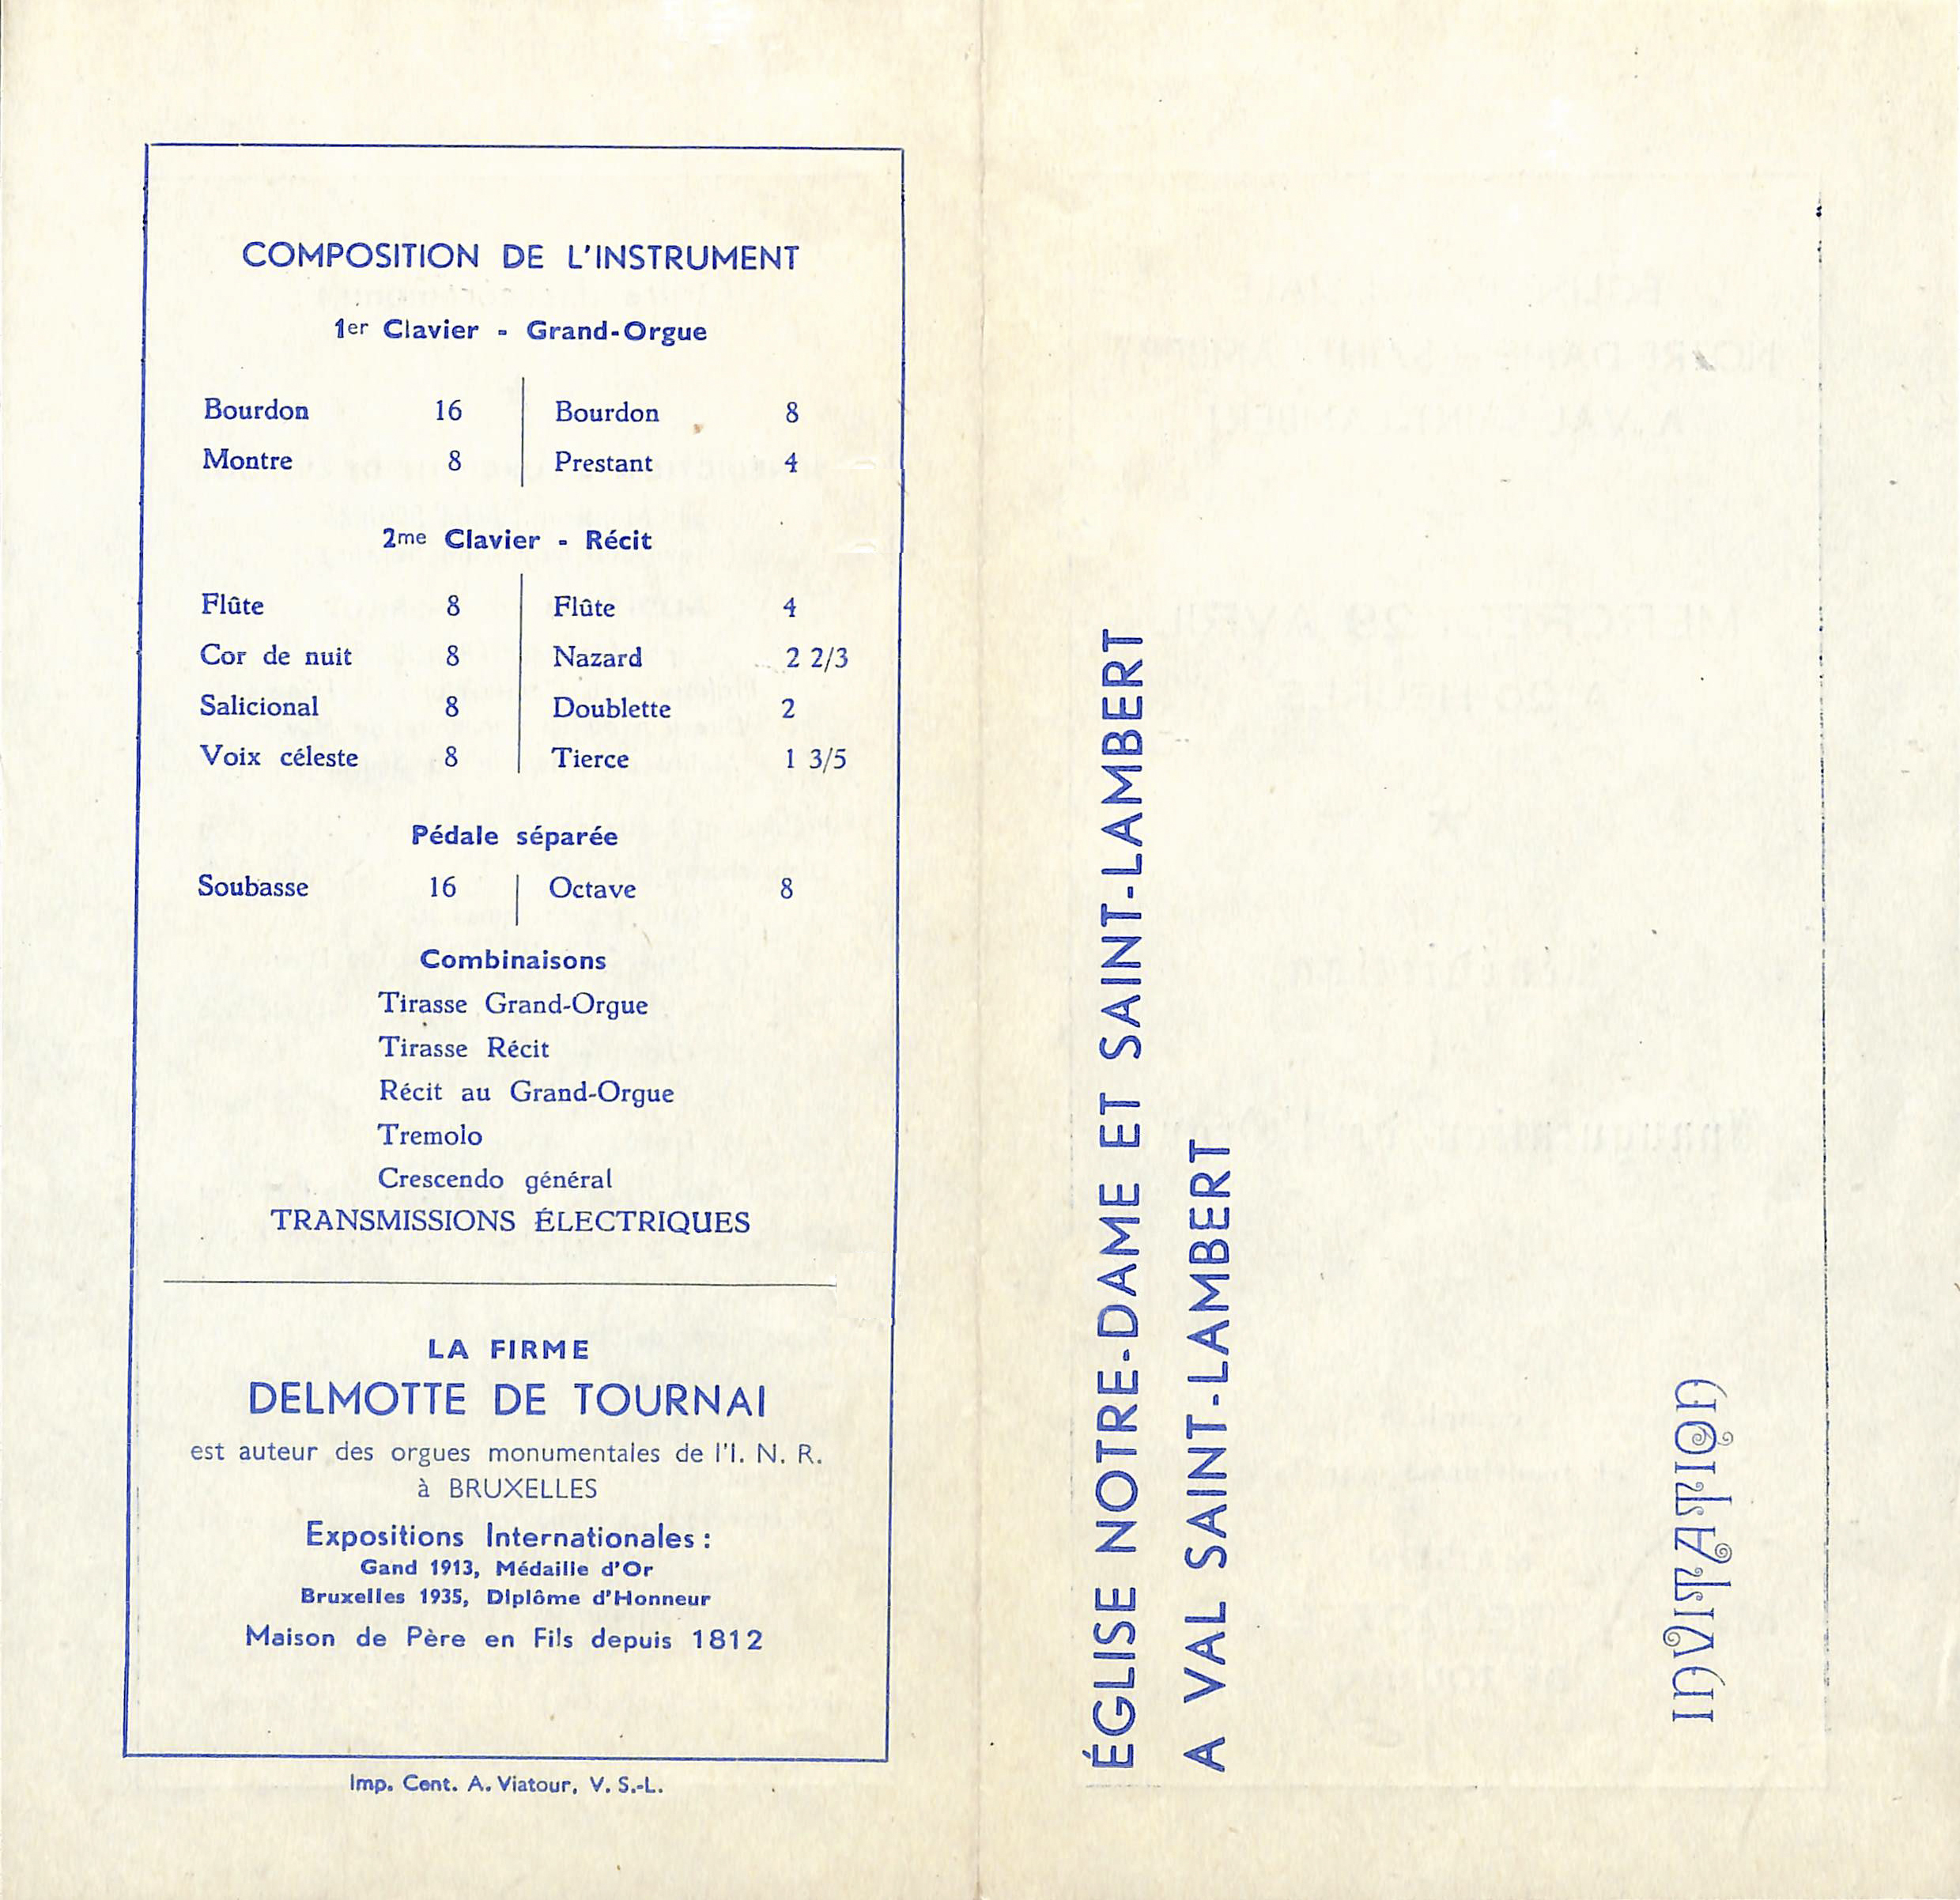 COMPOSITION DE L'INSTRUMENT
1er Clavier - Grand-Orgue
Bourdon 16 Bourdon 8
Montre 8 Prestant 4
2me Clavier - Récit
Flûte 8 Flûte 4
Cor de nuit 8 Nazard 2 2/3
Salicional 8 Doublette 2
Voix céleste 8 Tierce 1 3/5
Pédale séparée
Soubasse 16 Octave 8
Combinaisons
Tirasse Grand-Orgue
Tirasse Récit
Récit au Grand-Orgue
Tremolo
Crescendo général
TRANSMISSIONS ÉLECTRIQUES
LA FIRME
DELMOTTE DE TOURNAI
est auteur des orgues monumentales de l'I. N. R.
à BRUXELLES
Expositions Internationales :
Gand 1913, Médaille d'Or
Bruxelles 1935, Diplôme d'Honneur
Maison de Père en Fils depuis 1812
Imp. Cent. A. Viatour, V. S.-L.
ÉGLISE NOTRE-DAME ET SAINT-LAMBERT
A VAL SAINT-LAMBERT
INVITATION